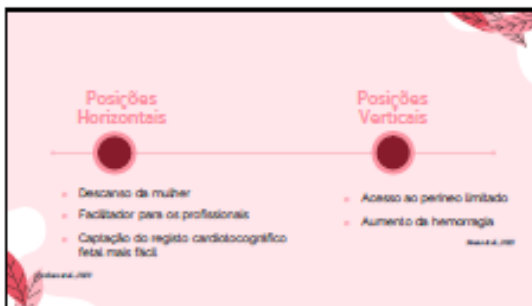 Posições
Horizontais
Posições
Verticais
Descanso da mulher
Facilitador para os profissionais
Captação do registo cardiotocográfico
fetal mais fácil
Acesso ao períneo limitado
Aumento da hemorragia